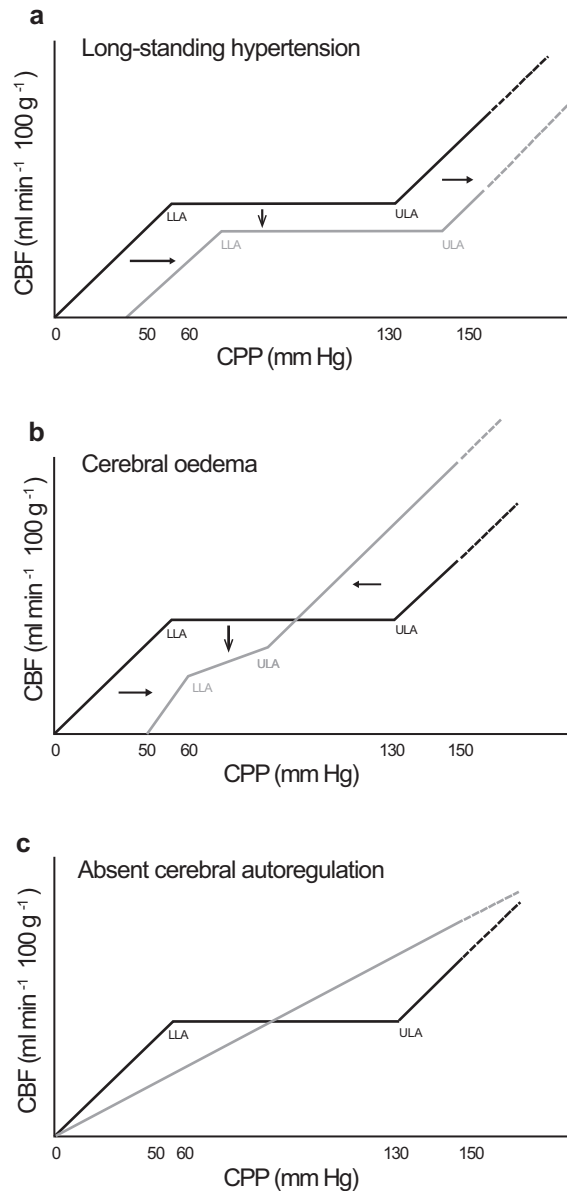 a
Long-standing hypertension
CBF (ml min⁻¹ 100 g⁻¹)
LLA
ULA
LLA
ULA
0 50 60 130 150
CPP (mm Hg)
b
Cerebral oedema
CBF (ml min⁻¹ 100 g⁻¹)
LLA
ULA
ULA
LLA
0 50 60 130 150
CPP (mm Hg)
c
Absent cerebral autoregulation
CBF (ml min⁻¹ 100 g⁻¹)
LLA
ULA
0 50 60 130 150
CPP (mm Hg)